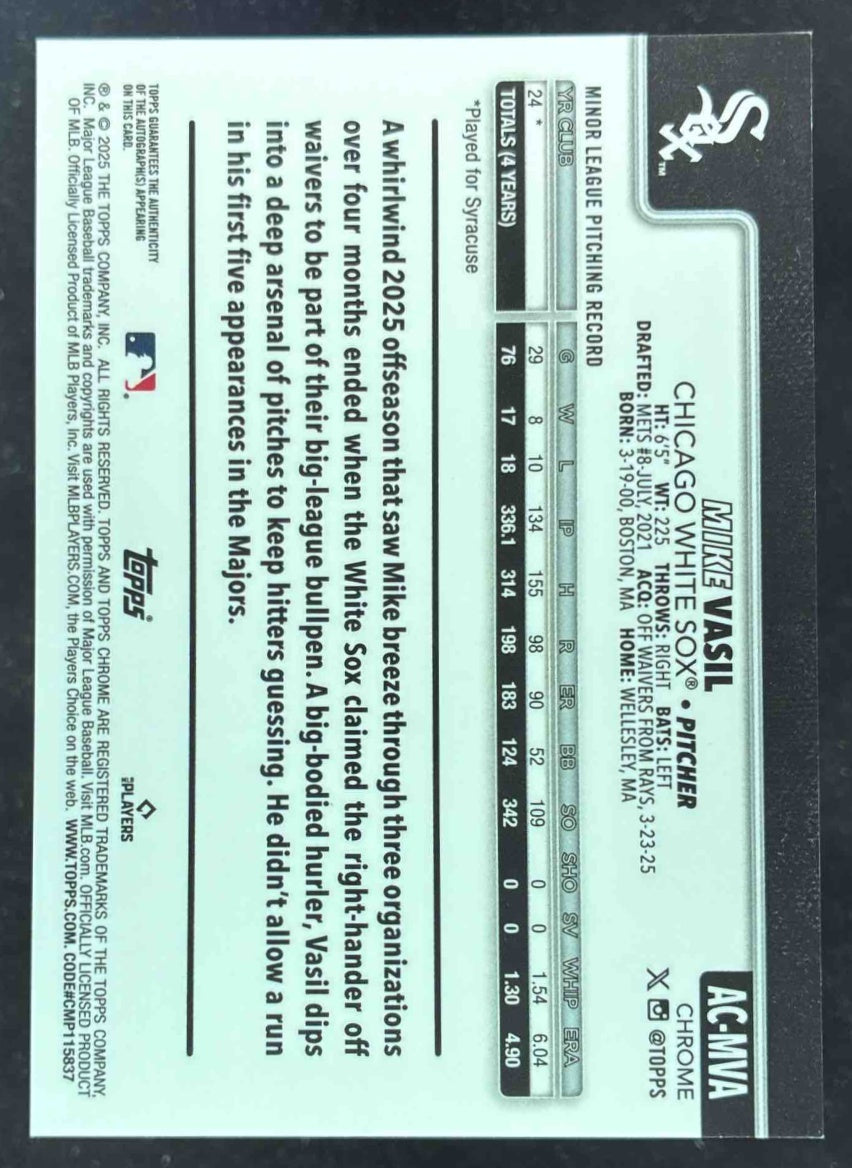 Sox™
AC-MVA
MIKE VASIL
CHICAGO WHITE SOX® • PITCHER
CHROME
HT: 6'5" WT: 225 THROWS: RIGHT BATS: LEFT
X @TOPPS
DRAFTED: METS #8-JULY, 2021 ACQ: OFF WAIVERS FROM RAYS, 3-23-25
BORN: 3-19-00, BOSTON, MA HOME: WELLESLEY, MA
MINOR LEAGUE PITCHING RECORD
YR CLUB G W L IP H R ER BB SO SHO SV WHIP ERA
24 * 29 8 10 134 155 98 90 52 109 0 0 1.54 6.04
TOTALS (4 YEARS) 76 17 18 336.1 314 198 183 124 342 0 0 1.30 4.90
*Played for Syracuse
A whirlwind 2025 offseason that saw Mike breeze through three organizations
over four months ended when the White Sox claimed the right-hander off
waivers to be part of their big-league bullpen. A big-bodied hurler, Vasil dips
into a deep arsenal of pitches to keep hitters guessing. He didn't allow a run
in his first five appearances in the Majors.
TOPPS GUARANTEES THE AUTHENTICITY
OF THE AUTOGRAPH(S) APPEARING
ON THIS CARD.
topps®
MLB PLAYERS
® & © 2025 THE TOPPS COMPANY, INC. ALL RIGHTS RESERVED. TOPPS AND TOPPS CHROME ARE REGISTERED TRADEMARKS OF THE TOPPS COMPANY,
INC. Major League Baseball trademarks and copyrights are used with permission of Major League Baseball. Visit MLB.com. OFFICIALLY LICENSED PRODUCT
OF MLB. Officially Licensed Product of MLB Players, Inc. Visit MLBPLAYERS.COM, the Players Choice on the web. WWW.TOPPS.COM. CODE#CMP115837